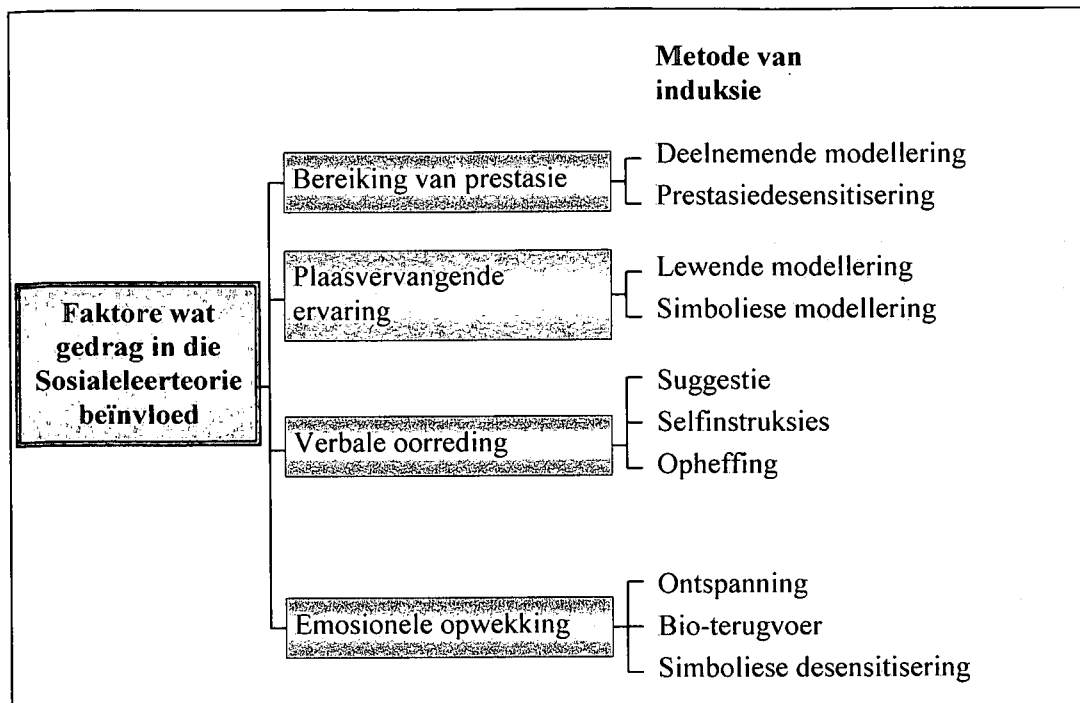 Metode van
induksie
Faktore wat
gedrag in die
Sosialeleerteorie
beïnvloed
Bereiking van prestasie
Deelnemende modellering
Prestasiedesensitisering
Plaasvervangende
ervaring
Lewende modellering
Simboliese modellering
Verbale oorreding
Suggestie
Selfinstruksies
Opheffing
Emosionele opwekking
Ontspanning
Bio-terugvoer
Simboliese desensitisering